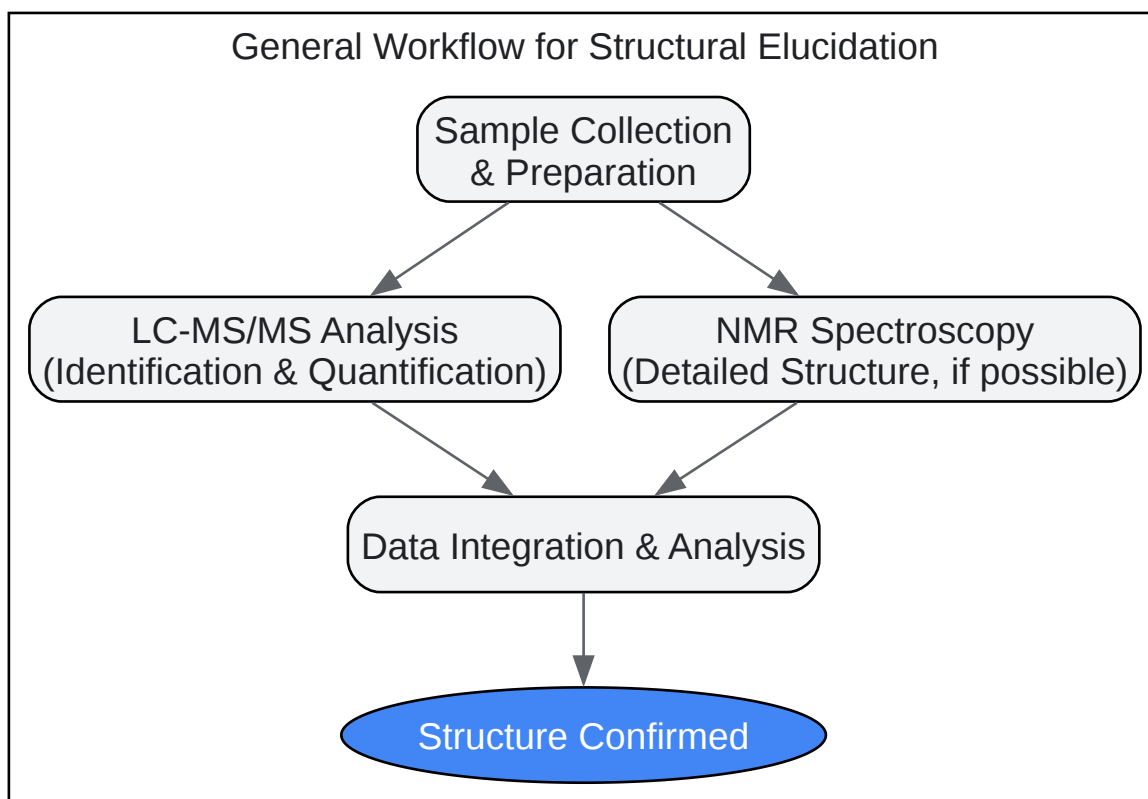 General Workflow for Structural Elucidation
Sample Collection
& Preparation
LC-MS/MS Analysis
(Identification & Quantification)
NMR Spectroscopy
(Detailed Structure, if possible)
Data Integration & Analysis
Structure Confirmed